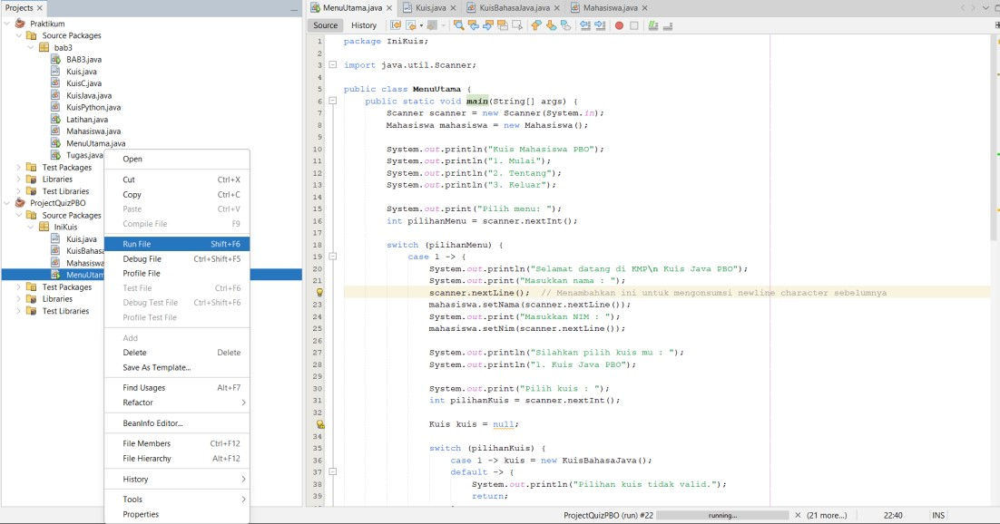 Projects
Praktikum
Source Packages
bab3
BAB3.java
Kuis.java
KuisC.java
KuisJava.java
KuisPython.java
Latihan.java
Mahasiswa.java
MenuUtama.java
Tugas.java
Test Packages
Libraries
Test Libraries
ProjectQuizPBO
Source Packages
IniKuis
Kuis.java
KuisBahasa
Mahasiswa
MenuUtam
Test Packages
Libraries
Test Libraries
Open
Cut Ctrl+X
Copy Ctrl+C
Paste Ctrl+V
Compile File F9
Run File Shift+F6
Debug File Ctrl+Shift+F5
Profile File
Test File Ctrl+F6
Debug Test File Ctrl+Shift+F6
Profile Test File
Add
Delete Delete
Save As Template...
Find Usages Alt+F7
Refactor
BeanInfo Editor...
File Members Ctrl+F12
File Hierarchy Alt+F12
History
Tools
Properties
MenuUtama.java Kuis.java KuisBahasaJava.java Mahasiswa.java
Source History
1 package IniKuis;
2
3 import java.util.Scanner;
4
5 public class MenuUtama {
6 public static void main(String[] args) {
7 Scanner scanner = new Scanner(System.in);
8 Mahasiswa mahasiswa = new Mahasiswa();
9
10 System.out.println("Kuis Mahasiswa PBO");
11 System.out.println("1. Mulai");
12 System.out.println("2. Tentang");
13 System.out.println("3. Keluar");
14
15 System.out.print("Pilih menu: ");
16 int pilihanMenu = scanner.nextInt();
17
18 switch (pilihanMenu) {
19 case 1 -> {
20 System.out.println("Selamat datang di KMP\n Kuis Java PBO");
21 System.out.print("Masukkan nama : ");
scanner.nextLine(); // Menambahkan ini untuk mengonsumsi newline character sebelumnya
23 mahasiswa.setNama(scanner.nextLine());
24 System.out.print("Masukkan NIM : ");
25 mahasiswa.setNim(scanner.nextLine());
26
27 System.out.println("Silahkan pilih kuis mu : ");
28 System.out.println("1. Kuis Java PBO");
29
30 System.out.print("Pilih kuis : ");
31 int pilihanKuis = scanner.nextInt();
32
Kuis kuis = null;
34
35 switch (pilihanKuis) {
36 case 1 -> kuis = new KuisBahasaJava();
37 default -> {
38 System.out.println("Pilihan kuis tidak valid.");
39 return;
ProjectQuizPBO (run) #22 running... (21 more...) 22:40 INS